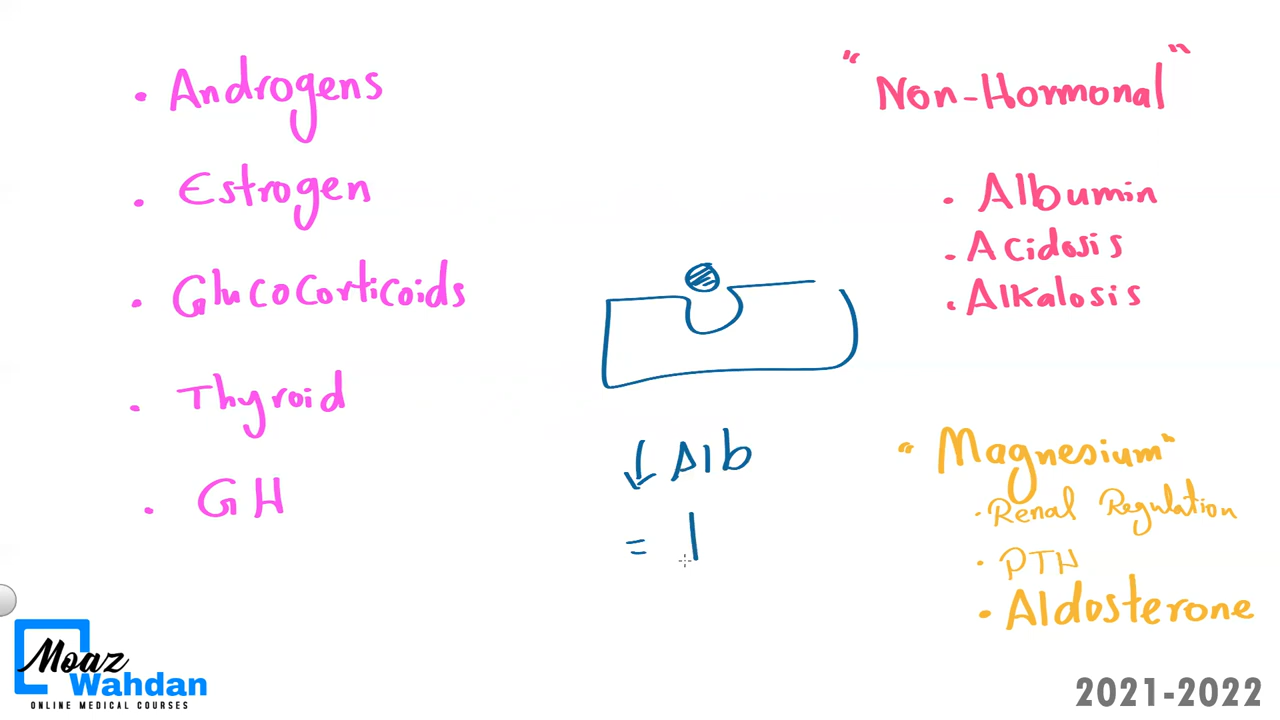 • Androgens
• Estrogen
• Glucocorticoids
• Thyroid
• GH
"Non-Hormonal"
• Albumin
• Acidosis
• Alkalosis
↓ Alb
= |
"Magnesium"
• Renal Regulation
• PTH
• Aldosterone
Moaz
Wahdan
ONLINE MEDICAL COURSES
2021-2022